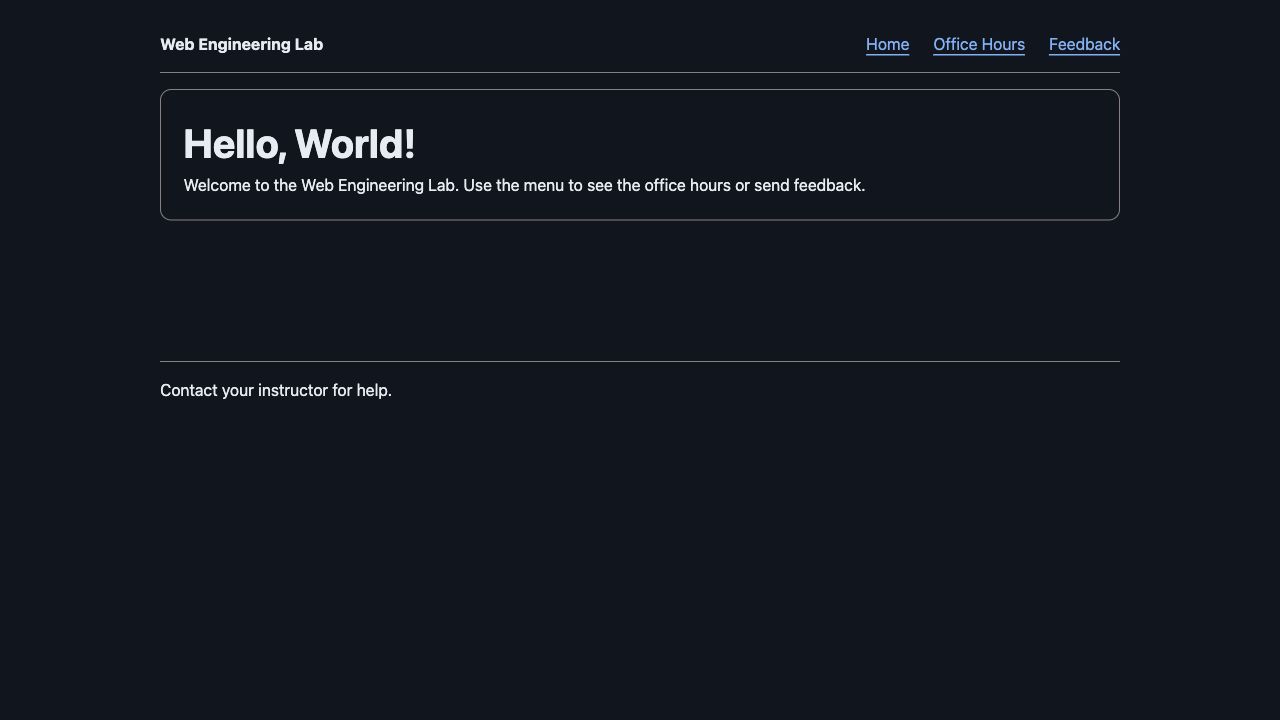 Web Engineering Lab
Home Office Hours Feedback
Hello, World!
Welcome to the Web Engineering Lab. Use the menu to see the office hours or send feedback.
Contact your instructor for help.